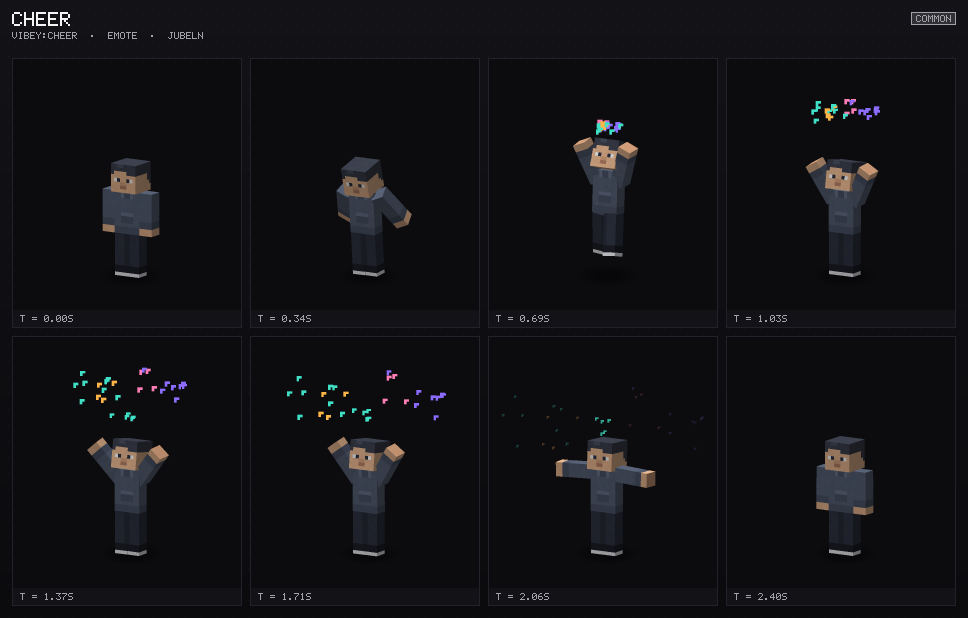 CHEER
COMMON
VIBEY:CHEER • EMOTE • JUBELN
T = 0.00S
T = 0.34S
T = 0.69S
T = 1.03S
T = 1.37S
T = 1.71S
T = 2.06S
T = 2.40S